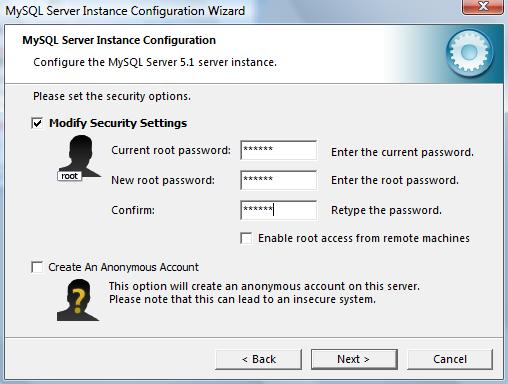 MySQL Server Instance Configuration Wizard
MySQL Server Instance Configuration
Configure the MySQL Server 5.1 server instance.
Please set the security options.
Modify Security Settings
root
Current root password: ****** Enter the current password.
New root password: ****** Enter the root password.
Confirm: ****** Retype the password.
Enable root access from remote machines
Create An Anonymous Account
?
This option will create an anonymous account on this server.
Please note that this can lead to an insecure system.
< Back Next > Cancel